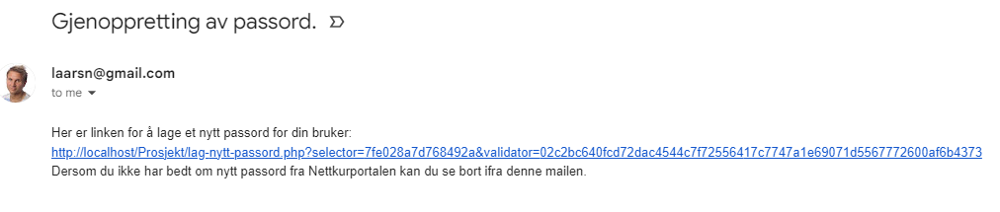 Gjenoppretting av passord.
laarsn@gmail.com
to me
Her er linken for å lage et nytt passord for din bruker:
http://localhost/Prosjekt/lag-nytt-passord.php?selector=7fe028a7d768492a&validator=02c2bc640fcd72dac4544c7f72556417c7747a1e69071d5567772600af6b4373
Dersom du ikke har bedt om nytt passord fra Nettkurportalen kan du se bort ifra denne mailen.